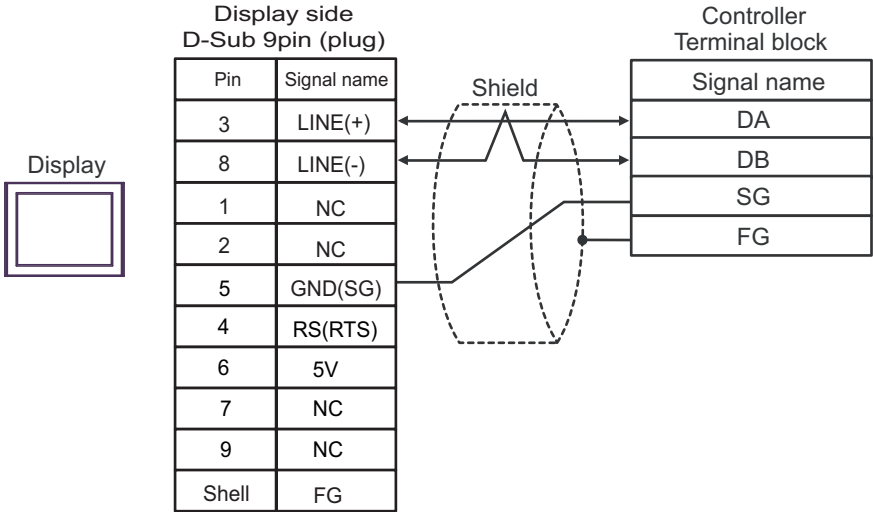 Display side
D-Sub 9pin (plug)
Controller
Terminal block
Pin Signal name
Shield
Signal name
3 LINE(+)
DA
8 LINE(-)
DB
Display
1 NC
SG
2 NC
FG
5 GND(SG)
4 RS(RTS)
6 5V
7 NC
9 NC
Shell FG